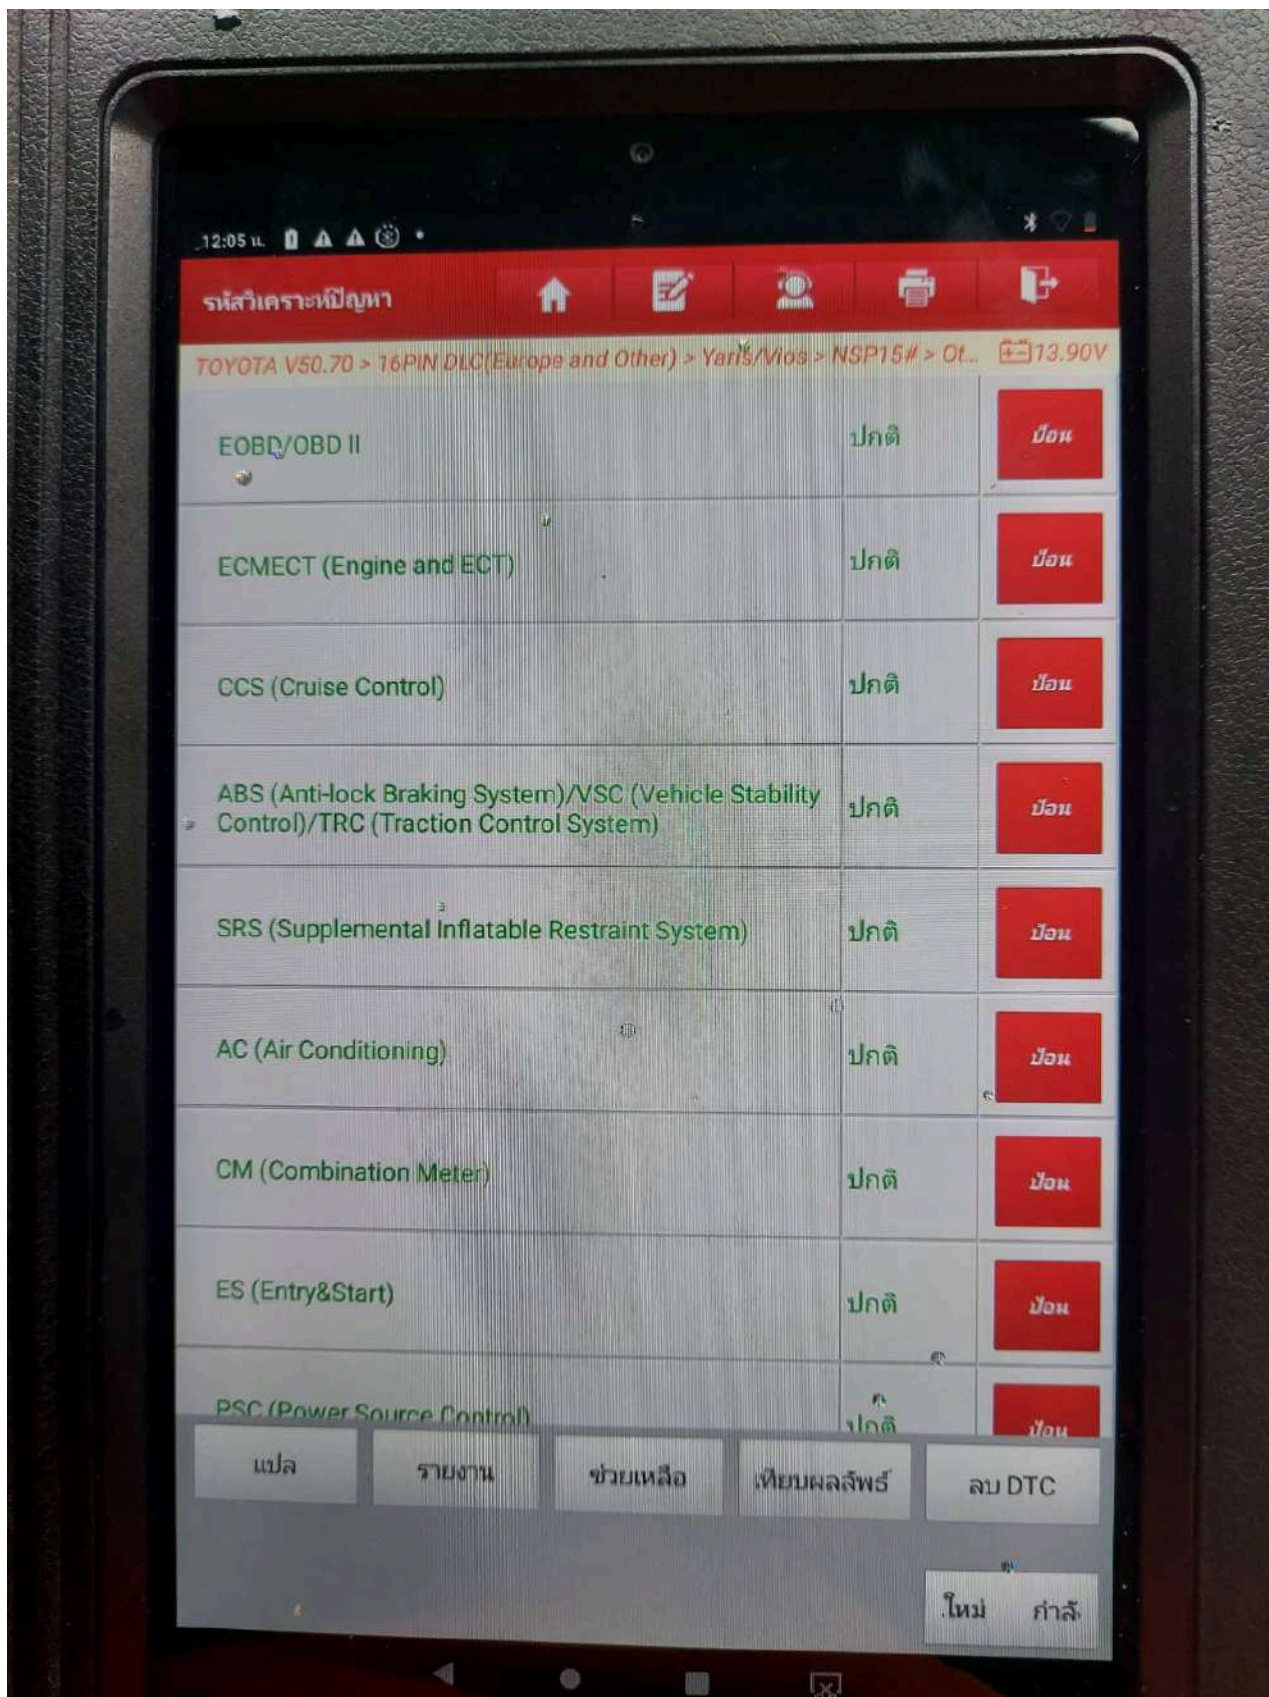 12:05 น.
รหัสวิเคราะห์ปัญหา
TOYOTA V50.70 > 16PIN DLC(Europe and Other) > Yaris/Vios > NSP15# > Ot... 13.90V
EOBD/OBD II ปกติ ป้อน
ECMECT (Engine and ECT) ปกติ ป้อน
CCS (Cruise Control) ปกติ ป้อน
ABS (Anti-lock Braking System)/VSC (Vehicle Stability
Control)/TRC (Traction Control System) ปกติ ป้อน
SRS (Supplemental Inflatable Restraint System) ปกติ ป้อน
AC (Air Conditioning) ปกติ ป้อน
CM (Combination Meter) ปกติ ป้อน
ES (Entry&Start) ปกติ ป้อน
PSC (Power Source Control) ปกติ ป้อน
แปล รายงาน ช่วยเหลือ เทียบผลลัพธ์ ลบ DTC
ใหม่ กำลั